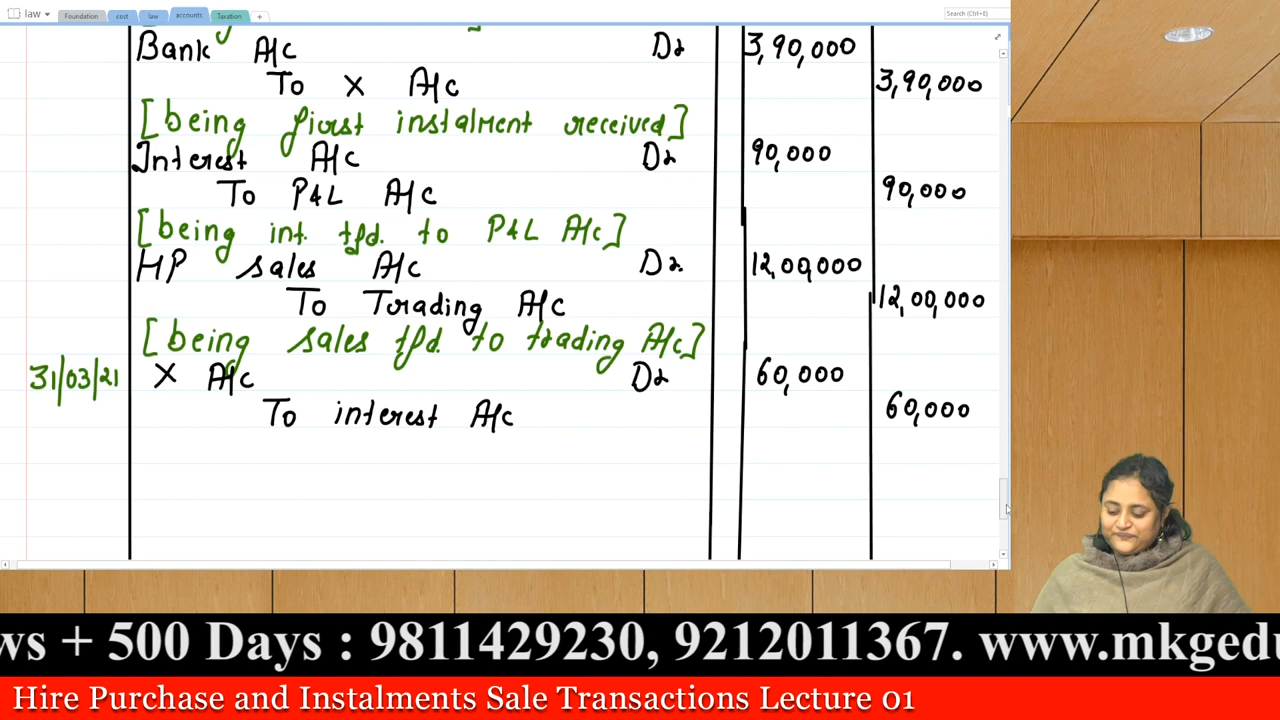 law
Foundation
cost
law
accounts
Taxation
+
Search (Ctrl+E)
Bank A/c Dr 3,90,000
To X A/c 3,90,000
[being first instalment received]
Interest A/c Dr 90,000
To P&L A/c 90,000
[being int. tfd. to P&L A/c]
HP sales A/c Dr. 12,00,000
To Trading A/c 12,00,000
[being sales tfd. to trading A/c]
31/03/21 X A/c Dr 60,000
To interest A/c 60,000
ws + 500 Days : 9811429230, 9212011367. www.mkgedu
Hire Purchase and Instalments Sale Transactions Lecture 01